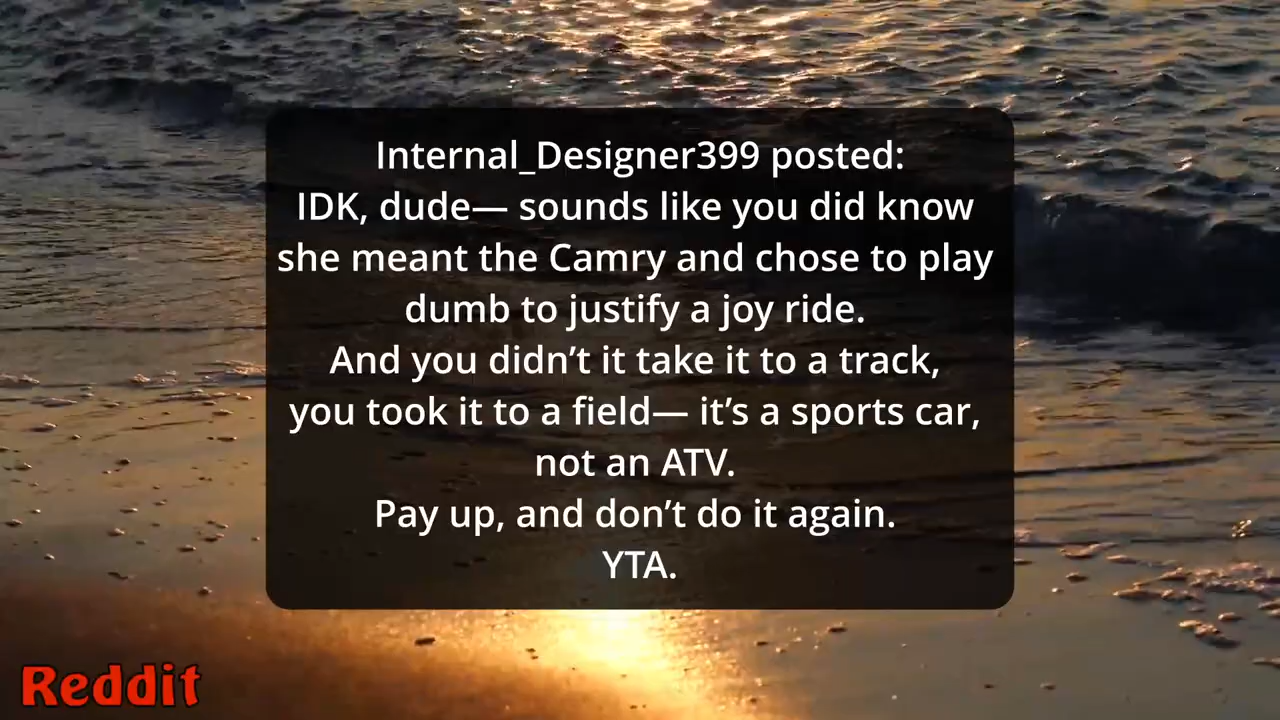 Internal_Designer399 posted:
IDK, dude— sounds like you did know
she meant the Camry and chose to play
dumb to justify a joy ride.
And you didn’t it take it to a track,
you took it to a field— it’s a sports car,
not an ATV.
Pay up, and don’t do it again.
YTA.
Reddit